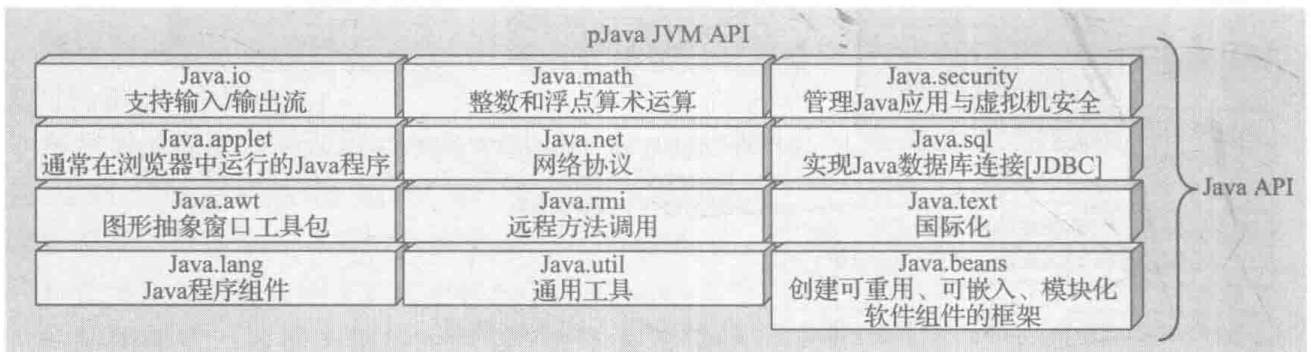 pJava JVM API
Java.io
支持输入/输出流
Java.math
整数和浮点算术运算
Java.security
管理Java应用与虚拟机安全
Java.applet
通常在浏览器中运行的Java程序
Java.net
网络协议
Java.sql
实现Java数据库连接[JDBC]
Java.awt
图形抽象窗口工具包
Java.rmi
远程方法调用
Java.text
国际化
Java.lang
Java程序组件
Java.util
通用工具
Java.beans
创建可重用、可嵌入、模块化
软件组件的框架
Java API